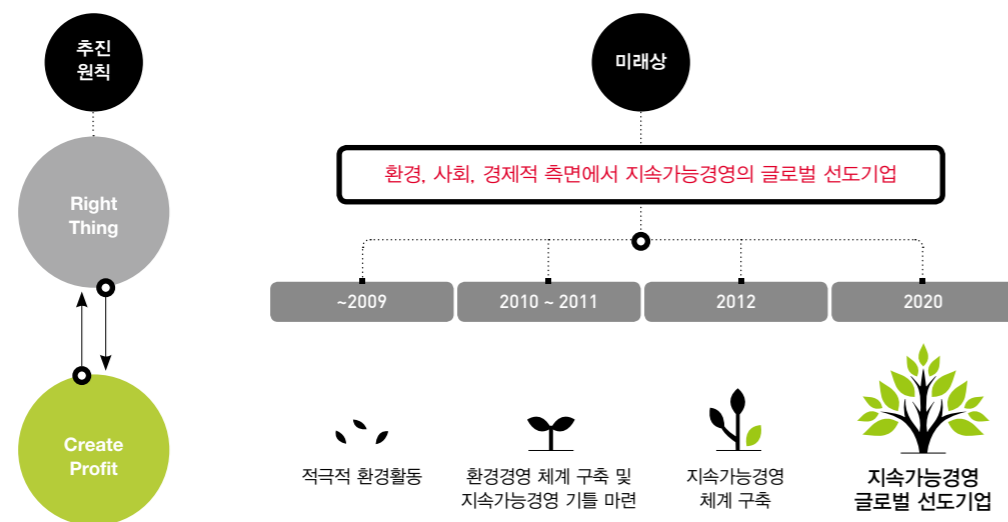 추진
원칙
Right
Thing
Create
Profit
미래상
환경, 사회, 경제적 측면에서 지속가능경영의 글로벌 선도기업
~2009
2010 ~ 2011
2012
2020
적극적 환경활동
환경경영 체계 구축 및
지속가능경영 기틀 마련
지속가능경영
체계 구축
지속가능경영
글로벌 선도기업